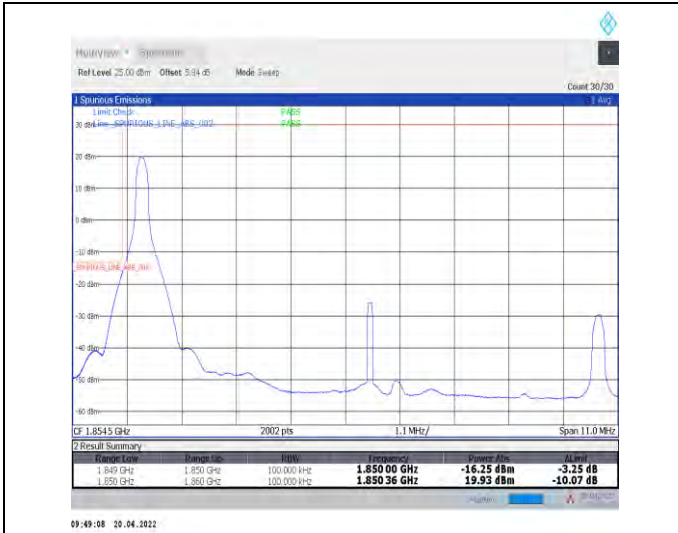 MultiView Spectrum
Ref Level 25.00 dBm Offset 5.94 dB Mode Sweep
Count 30/30
1 Spurious Emissions 1 Avg
Limit Check PASS
30 dBm Line _SPURIOUS_LINE_ABS_002 PASS
20 dBm
10 dBm
0 dBm
-10 dBm
_SPURIOUS_LINE_ABS_
-20 dBm
-30 dBm
-40 dBm
-50 dBm
-60 dBm
CF 1.8545 GHz 2002 pts 1.1 MHz/ Span 11.0 MHz
2 Result Summary
Range Low Range Up RBW Frequency Power Abs ΔLimit
1.849 GHz 1.850 GHz 100.000 kHz 1.850 00 GHz -16.25 dBm -3.25 dB
1.850 GHz 1.860 GHz 100.000 kHz 1.850 36 GHz 19.93 dBm -10.07 dB
09:49:08 20.04.2022